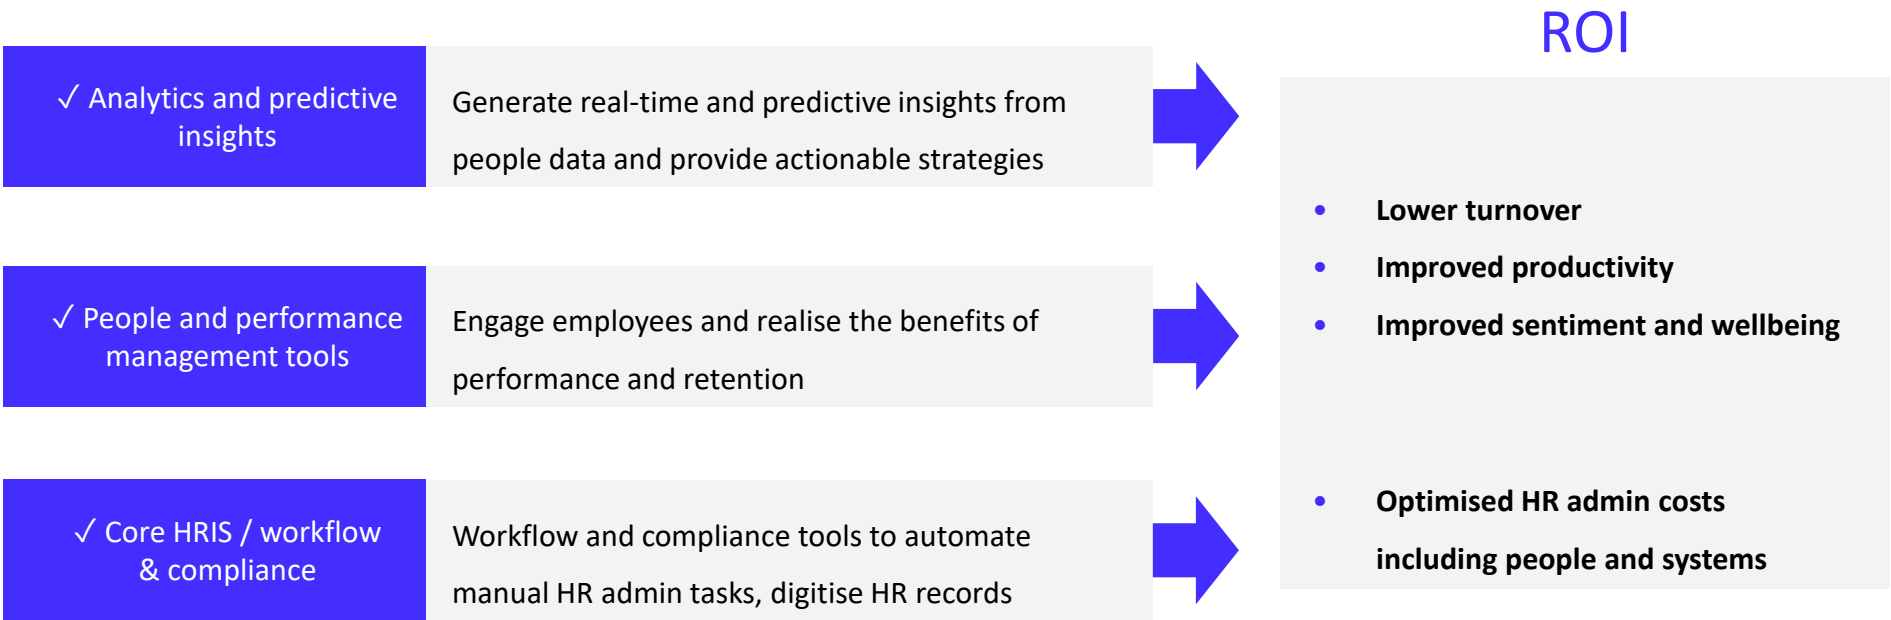 ROI
✓ Analytics and predictive
insights
Generate real-time and predictive insights from
people data and provide actionable strategies
✓ People and performance
management tools
Engage employees and realise the benefits of
performance and retention
✓ Core HRIS / workflow
& compliance
Workflow and compliance tools to automate
manual HR admin tasks, digitise HR records
• Lower turnover
• Improved productivity
• Improved sentiment and wellbeing
• Optimised HR admin costs
including people and systems